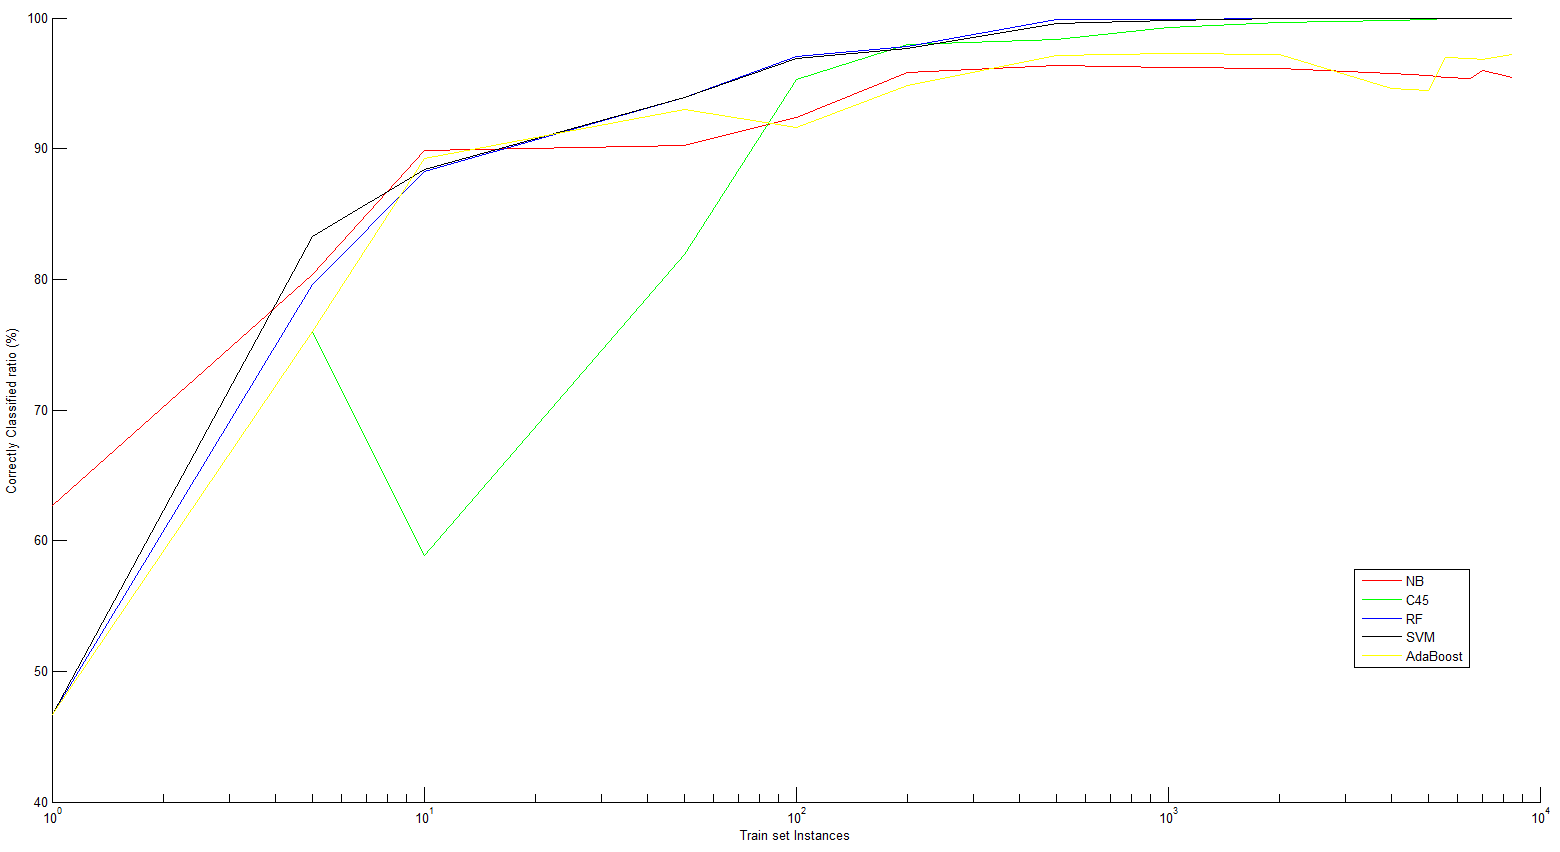 100
90
80
70
60
50
40
Correctly Classified ratio (%)
NB
C45
RF
SVM
AdaBoost
10^0 10^1 10^2 10^3 10^4
Train set Instances